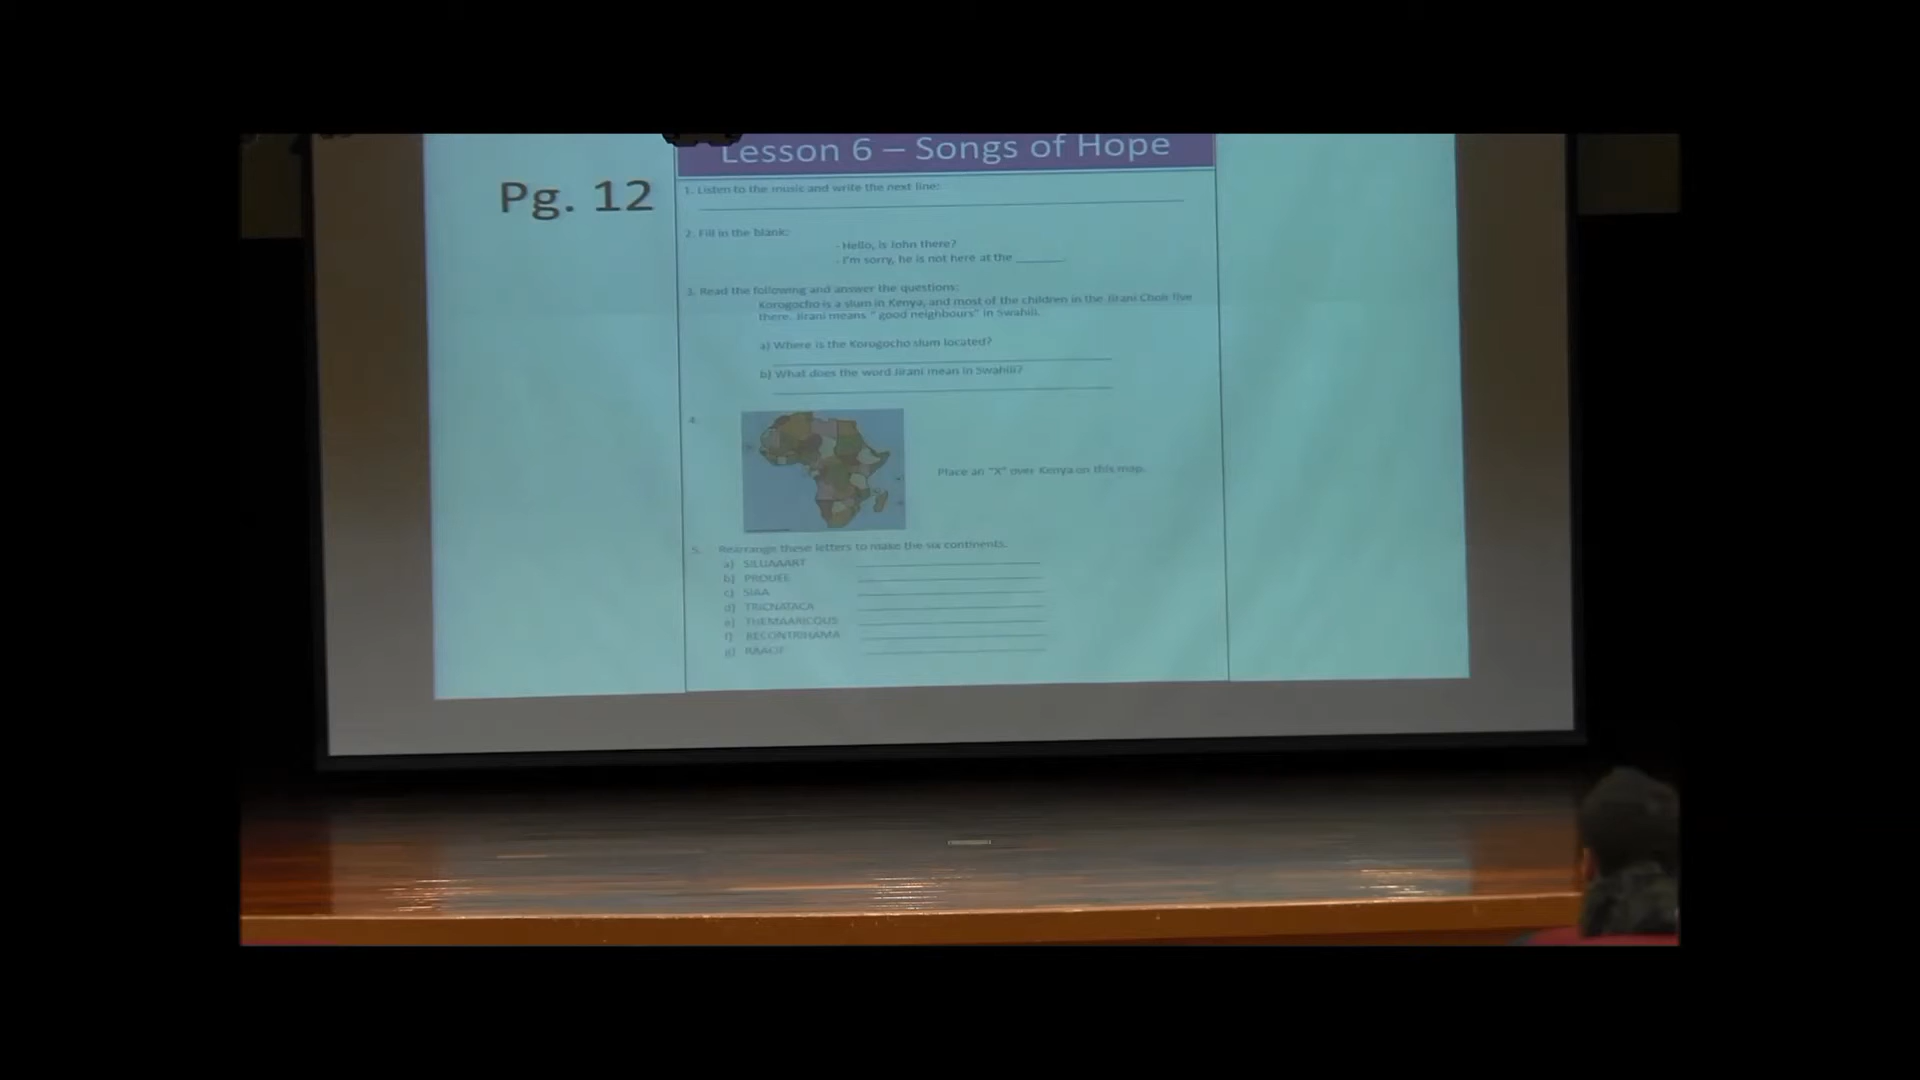 Lesson 6 – Songs of Hope
Pg. 12
1. Listen to the music and write the next line:
2. Fill in the blank:
- Hello, is John there?
- I'm sorry, he is not here at the ______
3. Read the following and answer the questions:
Korogocho is a slum in Kenya, and most of the children in the Jirani Choir live
there. Jirani means " good neighbours" in Swahili.
a) Where is the Korogocho slum located?
b) What does the word Jirani mean in Swahili?
4.
Place an "X" over Kenya on this map.
5. Rearrange these letters to make the six continents.
a) SILUAAART
b) PROUEE
c) SIAA
d) TRICNATACA
e) THEMAARICOUS
f) RECONTRIHAMA
g) RAACIF